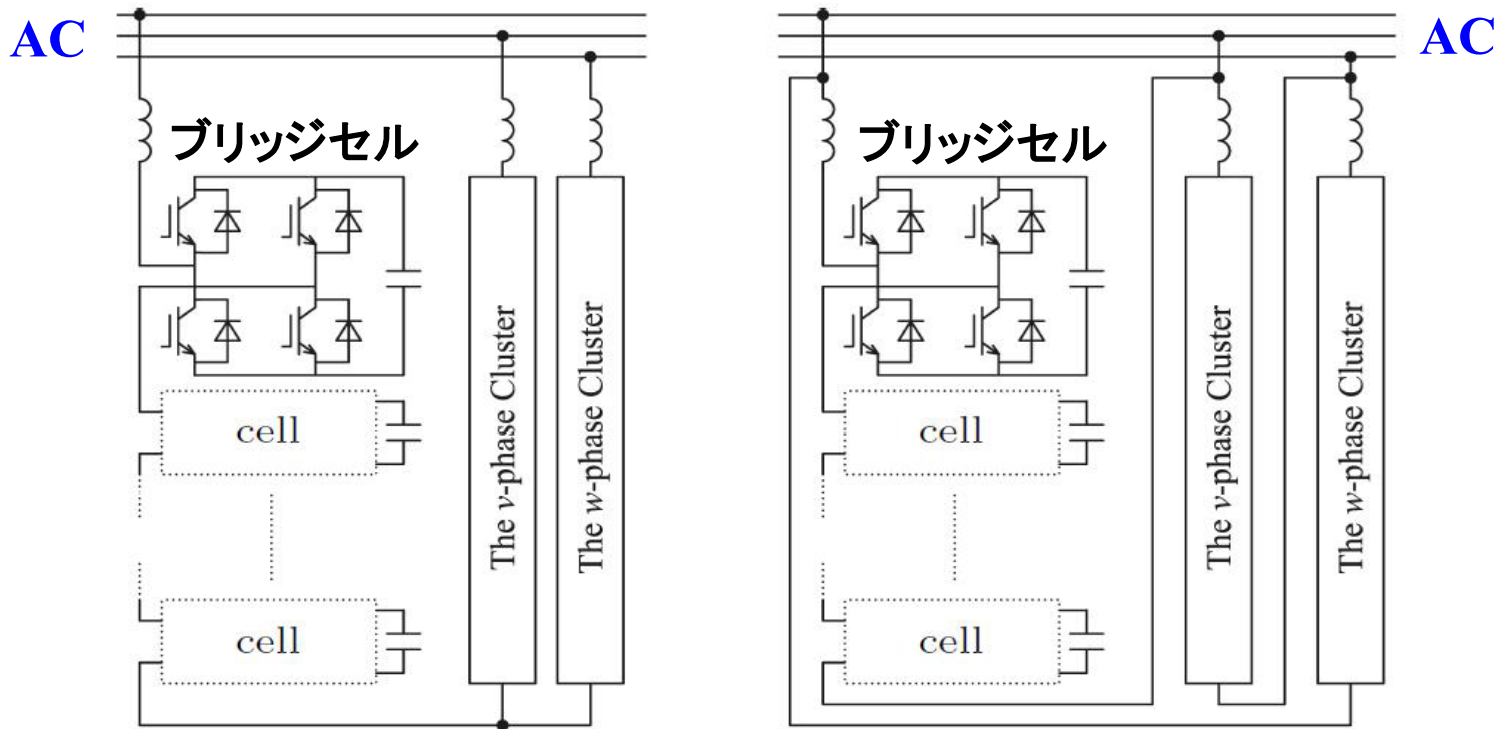 AC
ブリッジセル
cell
cell
The v-phase Cluster
The w-phase Cluster
AC
ブリッジセル
cell
cell
The v-phase Cluster
The w-phase Cluster